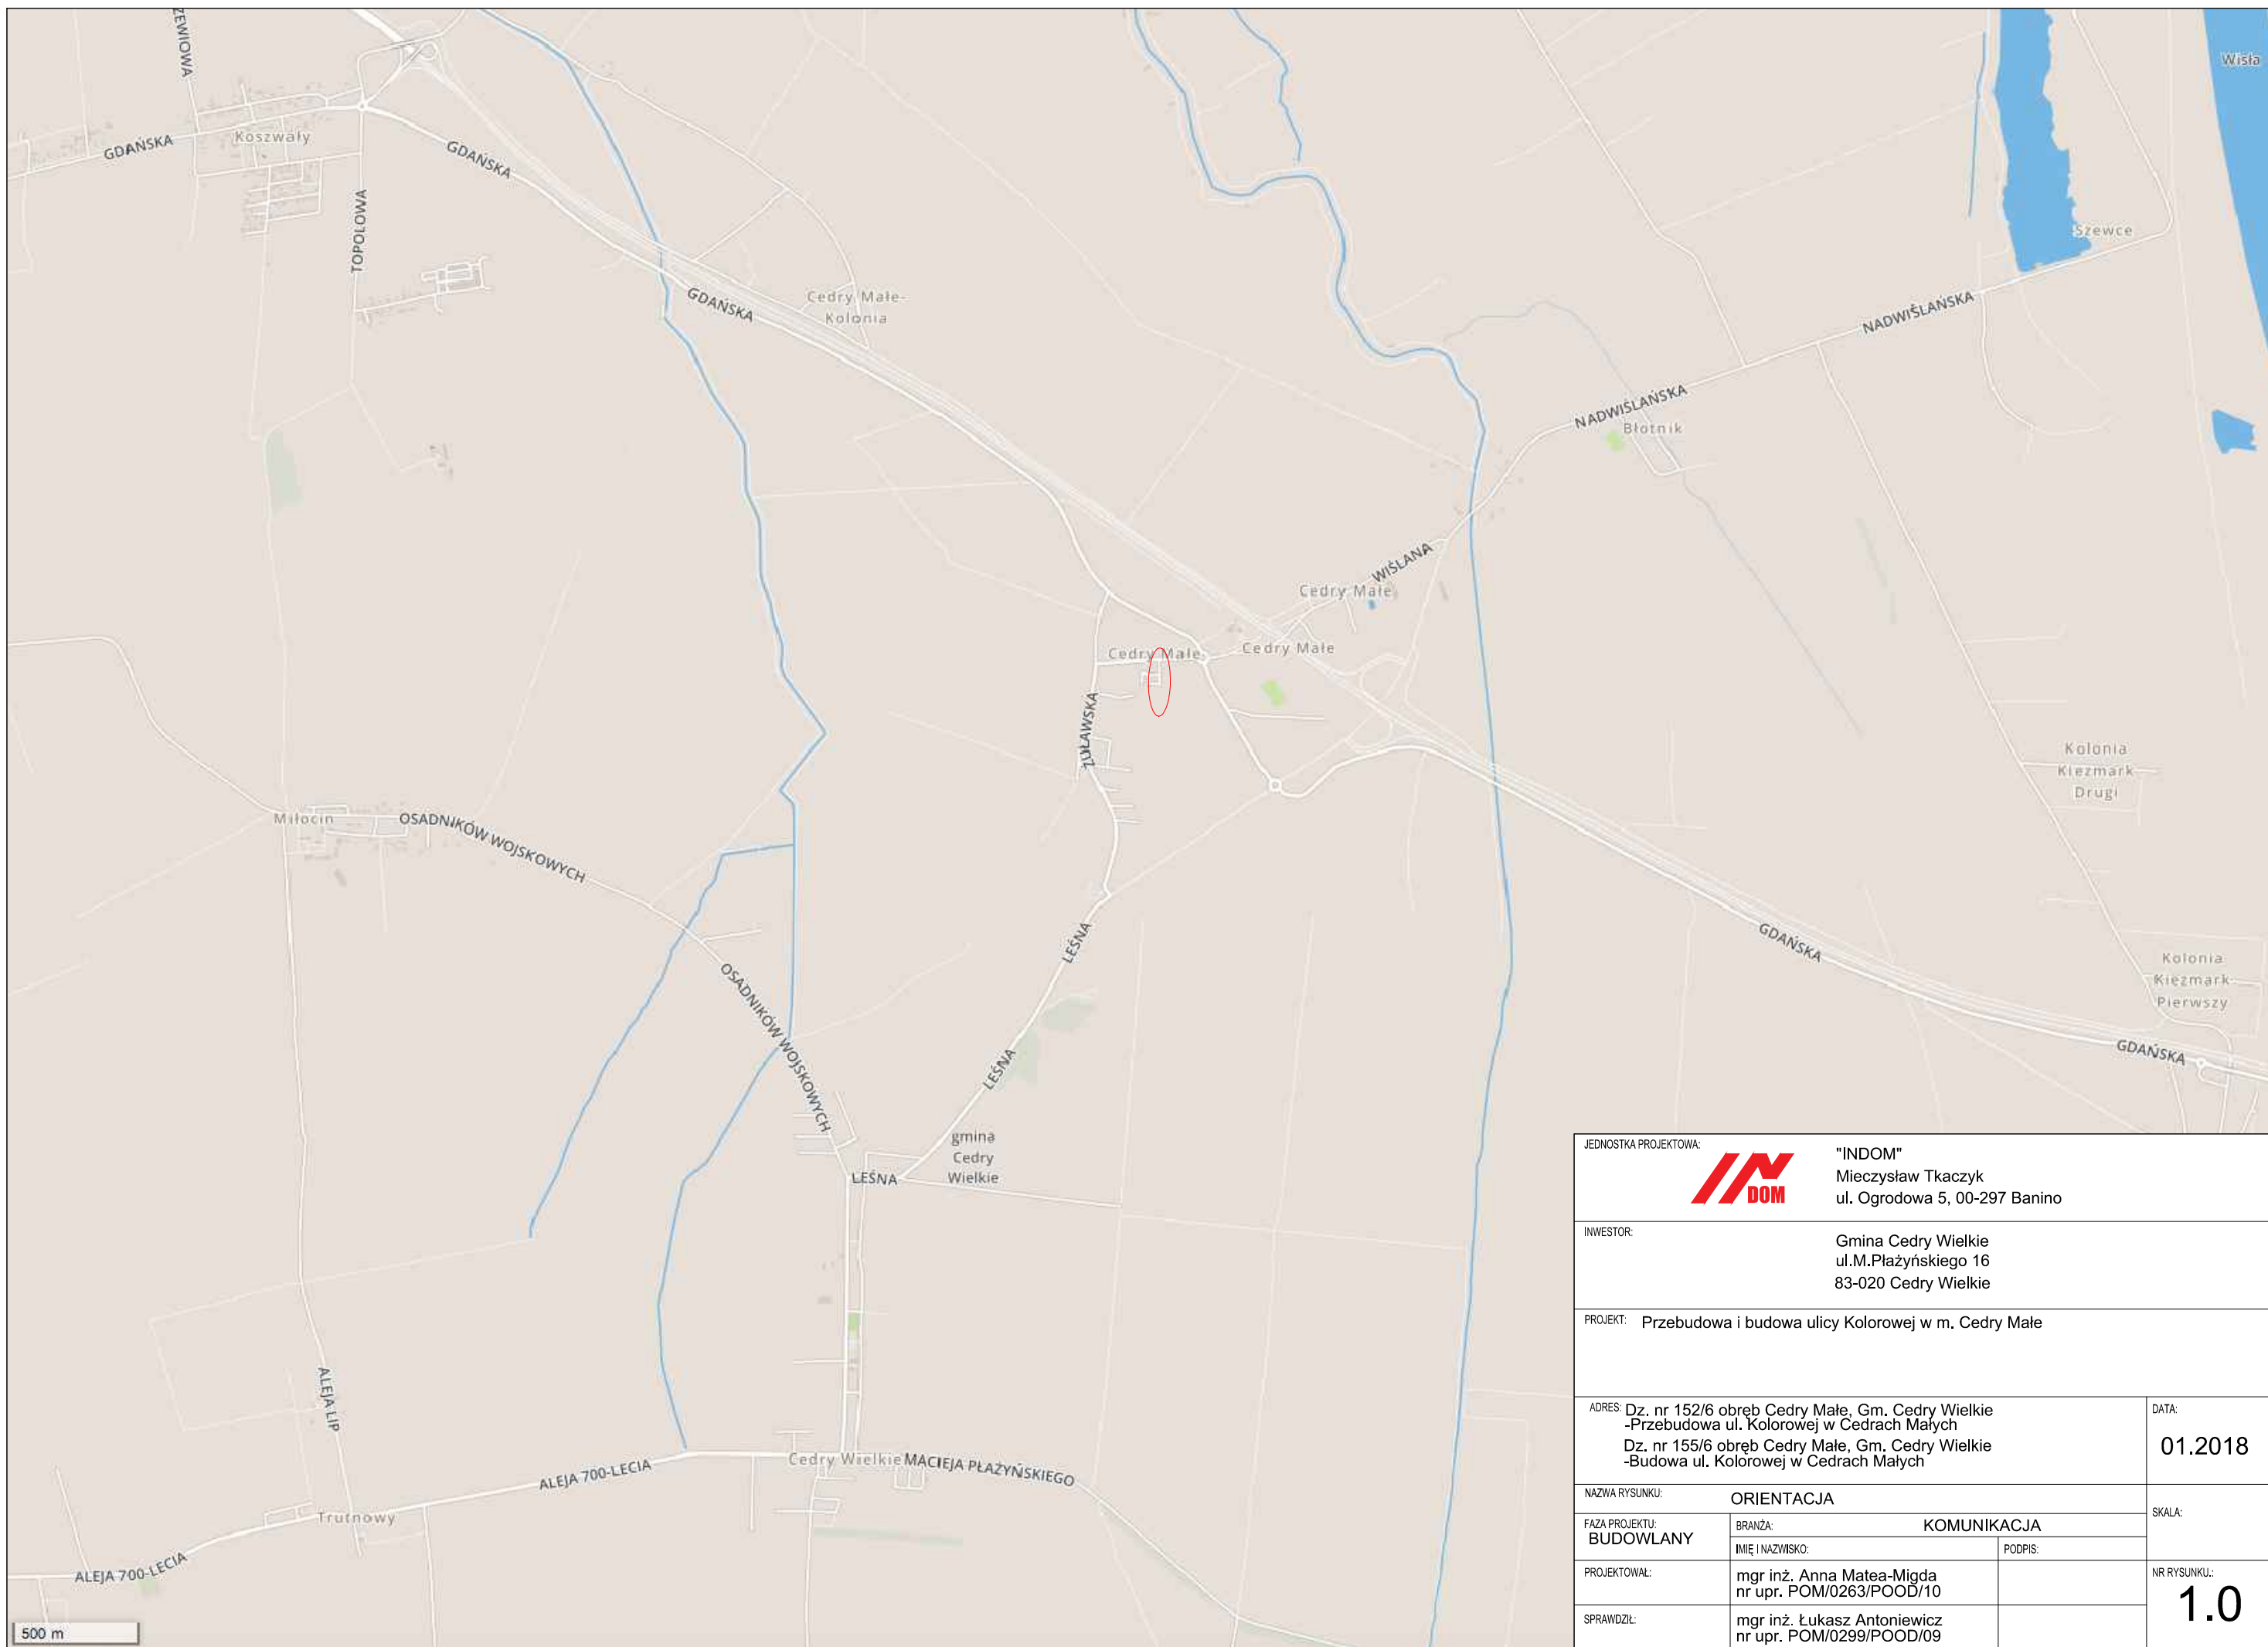 ZEWIOWA
Wisła
GDAŃSKA
Koszwały
GDAŃSKA
TOPOLOWA
Szewce
GDAŃSKA
Cedry Małe-
Kolonia
NADWIŚLAŃSKA
NADWIŚLAŃSKA
Błotnik
WIŚLANA
Cedry Małe
Cedry Małe
Cedry Małe
ŻUŁAWSKA
Kolonia
Kiezmark
Drugi
Miłocin
OSADNIKÓW WOJSKOWYCH
LEŚNA
GDAŃSKA
OSADNIKÓW WOJSKOWYCH
Kolonia
Kiezmark
Pierwszy
LEŚNA
GDAŃSKA
gmina
Cedry
Wielkie
LEŚNA
ALEJA LIP
ALEJA 700-LECIA
Cedry Wielkie
MACIEJA PŁAŻYŃSKIEGO
Trutnowy
ALEJA 700-LECIA
500 m
JEDNOSTKA PROJEKTOWA:
IN DOM
"INDOM"
Mieczysław Tkaczyk
ul. Ogrodowa 5, 00-297 Banino
INWESTOR:
Gmina Cedry Wielkie
ul.M.Płażyńskiego 16
83-020 Cedry Wielkie
PROJEKT: Przebudowa i budowa ulicy Kolorowej w m. Cedry Małe
ADRES: Dz. nr 152/6 obręb Cedry Małe, Gm. Cedry Wielkie
-Przebudowa ul. Kolorowej w Cedrach Małych
Dz. nr 155/6 obręb Cedry Małe, Gm. Cedry Wielkie
-Budowa ul. Kolorowej w Cedrach Małych
DATA:
01.2018
NAZWA RYSUNKU: ORIENTACJA
SKALA:
FAZA PROJEKTU:
BUDOWLANY
BRANŻA: KOMUNIKACJA
IMIĘ I NAZWISKO: PODPIS:
PROJEKTOWAŁ:
mgr inż. Anna Matea-Migda
nr upr. POM/0263/POOD/10
NR RYSUNKU.:
1.0
SPRAWDZIŁ:
mgr inż. Łukasz Antoniewicz
nr upr. POM/0299/POOD/09